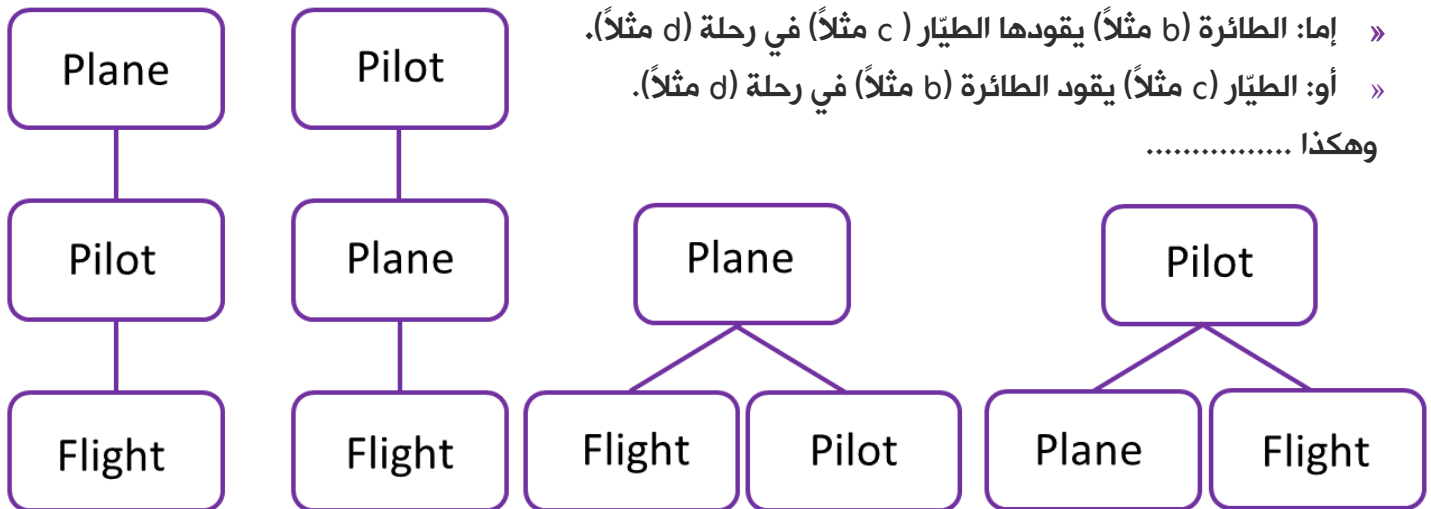 « إما: الطائرة (b مثلاً) يقودها الطيّار ( c مثلاً) في رحلة (d مثلاً).
« أو: الطيّار (c مثلاً) يقود الطائرة (b مثلاً) في رحلة (d مثلاً).
وهكذا ................
Plane
Pilot
Flight
Pilot
Plane
Flight
Plane
Flight
Pilot
Pilot
Plane
Flight